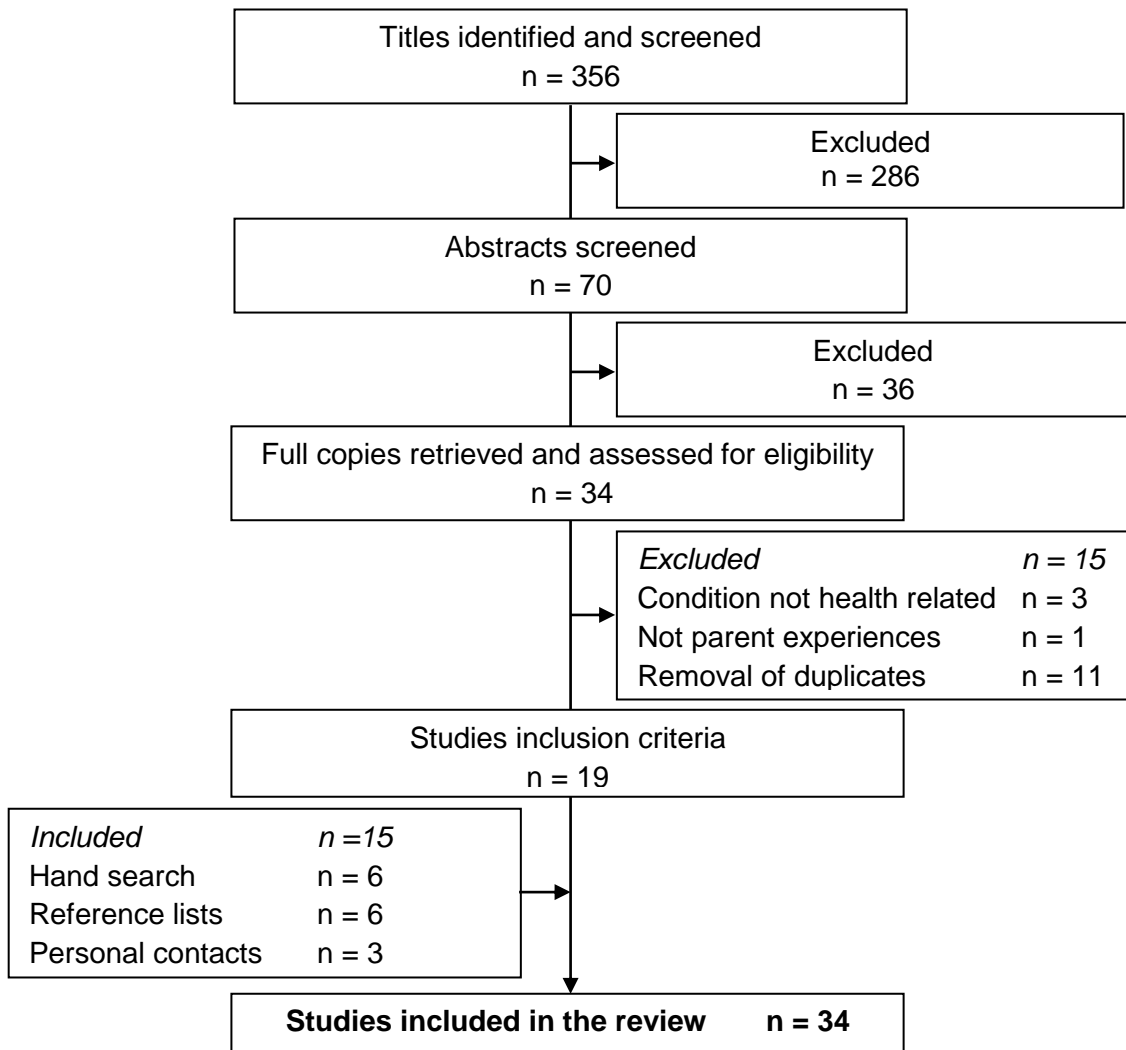 Titles identified and screened
n = 356
Excluded
n = 286
Abstracts screened
n = 70
Excluded
n = 36
Full copies retrieved and assessed for eligibility
n = 34
Excluded n = 15
Condition not health related n = 3
Not parent experiences n = 1
Removal of duplicates n = 11
Studies inclusion criteria
n = 19
Included n =15
Hand search n = 6
Reference lists n = 6
Personal contacts n = 3
Studies included in the review n = 34